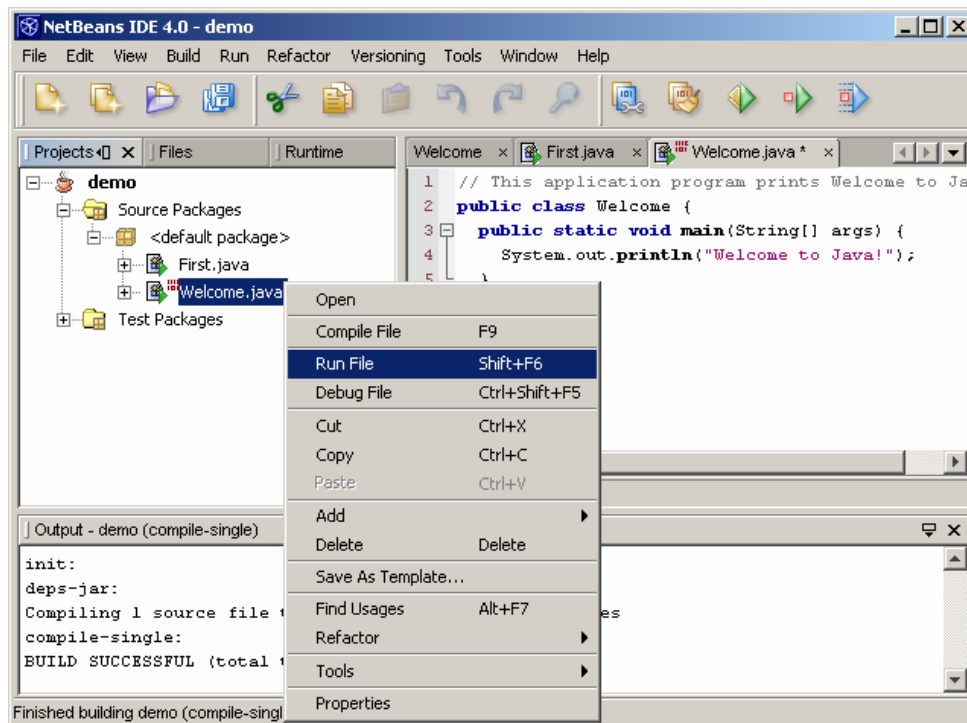 NetBeans IDE 4.0 - demo
File Edit View Build Run Refactor Versioning Tools Window Help
Projects Files Runtime
Welcome First.java Welcome.java *
demo
Source Packages
<default package>
First.java
Welcome.java
Test Packages
1 // This application program prints Welcome to Ja
2 public class Welcome {
3 public static void main(String[] args) {
4 System.out.println("Welcome to Java!");
5 }
Open
Compile File F9
Run File Shift+F6
Debug File Ctrl+Shift+F5
Cut Ctrl+X
Copy Ctrl+C
Paste Ctrl+V
Add
Delete Delete
Save As Template...
Find Usages Alt+F7
Refactor
Tools
Properties
Output - demo (compile-single)
init:
deps-jar:
Compiling 1 source file t es
compile-single:
BUILD SUCCESSFUL (total t
Finished building demo (compile-singl